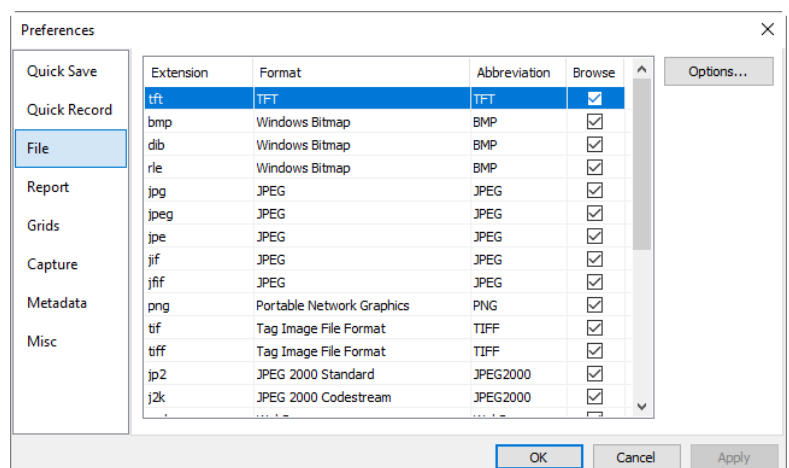 Preferences
Quick Save
Quick Record
File
Report
Grids
Capture
Metadata
Misc
Extension Format Abbreviation Browse
tft TFT TFT
bmp Windows Bitmap BMP
dib Windows Bitmap BMP
rle Windows Bitmap BMP
jpg JPEG JPEG
jpeg JPEG JPEG
jpe JPEG JPEG
jif JPEG JPEG
jfif JPEG JPEG
png Portable Network Graphics PNG
tif Tag Image File Format TIFF
tiff Tag Image File Format TIFF
jp2 JPEG 2000 Standard JPEG2000
j2k JPEG 2000 Codestream JPEG2000
Options...
OK Cancel Apply